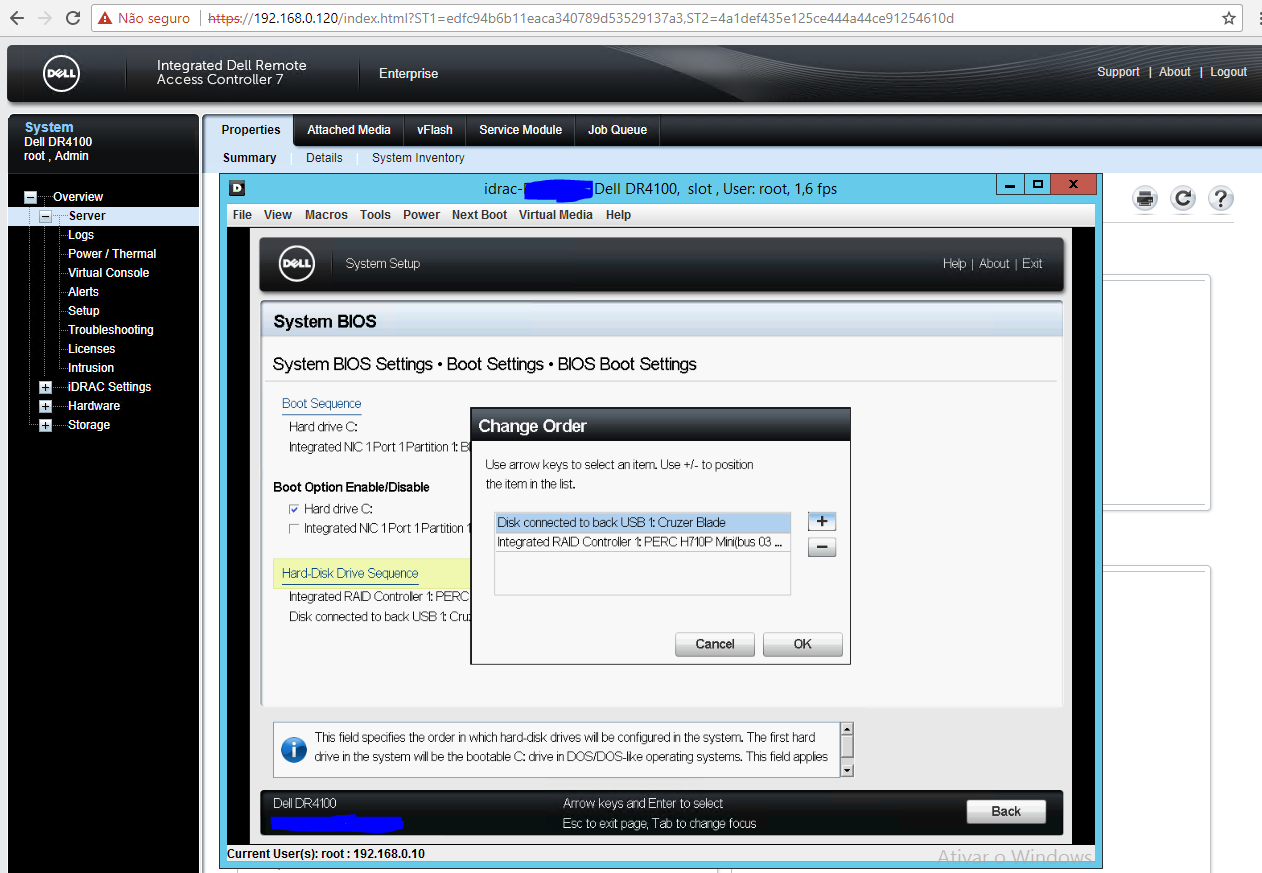 Não seguro
https://192.168.0.120/index.html?ST1=edfc94b6b11eaca340789d53529137a3,ST2=4a1def435e125ce444a44ce91254610d
DELL
Integrated Dell Remote
Access Controller 7
Enterprise
Support | About | Logout
System
Dell DR4100
root , Admin
Properties
Attached Media
vFlash
Service Module
Job Queue
Summary
Details
System Inventory
Overview
Server
Logs
Power / Thermal
Virtual Console
Alerts
Setup
Troubleshooting
Licenses
Intrusion
iDRAC Settings
Hardware
Storage
D
idrac- - Dell DR4100, slot , User: root, 1,6 fps
File View Macros Tools Power Next Boot Virtual Media Help
DELL
System Setup
Help | About | Exit
System BIOS
System BIOS Settings • Boot Settings • BIOS Boot Settings
Boot Sequence
Hard drive C:
Integrated NIC 1 Port 1 Partition 1:
Boot Option Enable/Disable
Hard drive C:
Integrated NIC 1 Port 1 Partition 1
Hard-Disk Drive Sequence
Integrated RAID Controller 1: PERC
Disk connected to back USB 1: Cruz
Change Order
Use arrow keys to select an item. Use +/- to position
the item in the list.
Disk connected to back USB 1: Cruzer Blade
Integrated RAID Controller 1: PERC H710P Mini(bus 03 ...
+
−
Cancel
OK
This field specifies the order in which hard-disk drives will be configured in the system. The first hard
drive in the system will be the bootable C: drive in DOS/DOS-like operating systems. This field applies
Dell DR4100
Arrow keys and Enter to select
Esc to exit page, Tab to change focus
Back
Current User(s): root : 192.168.0.10
Ativar o Windows